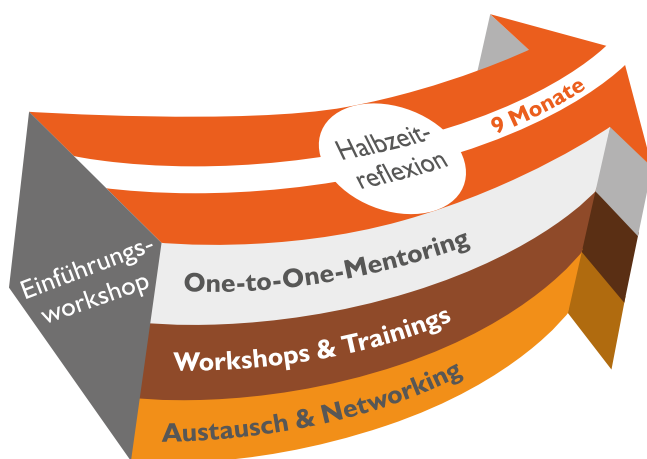 9 Monate
Halbzeit-
reflexion
Einführungs-
workshop
One-to-One-Mentoring
Workshops & Trainings
Austausch & Networking